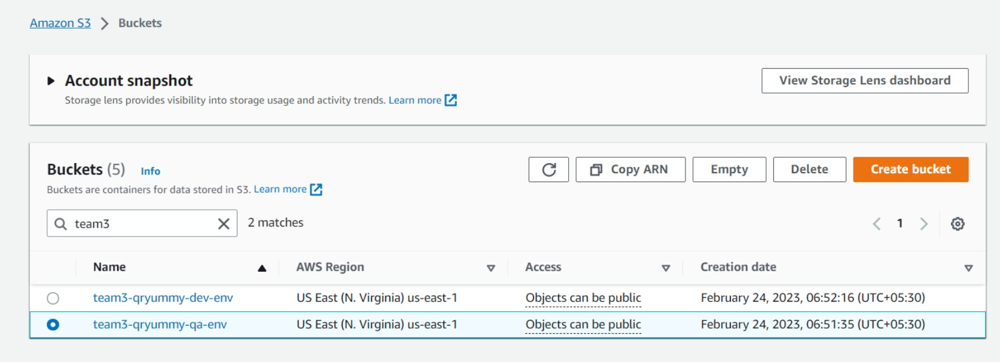 Amazon S3 > Buckets
Account snapshot
View Storage Lens dashboard
Storage lens provides visibility into storage usage and activity trends. Learn more
Buckets (5) Info
Copy ARN Empty Delete Create bucket
Buckets are containers for data stored in S3. Learn more
team3 2 matches 1
Name AWS Region Access Creation date
team3-qryummy-dev-env US East (N. Virginia) us-east-1 Objects can be public February 24, 2023, 06:52:16 (UTC+05:30)
team3-qryummy-qa-env US East (N. Virginia) us-east-1 Objects can be public February 24, 2023, 06:51:35 (UTC+05:30)